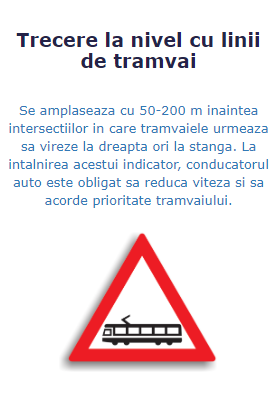 Trecere la nivel cu linii
de tramvai
Se amplaseaza cu 50-200 m inaintea
intersectiilor in care tramvaiele urmeaza
sa vireze la dreapta ori la stanga. La
intalnirea acestui indicator, conducatorul
auto este obligat sa reduca viteza si sa
acorde prioritate tramvaiului.